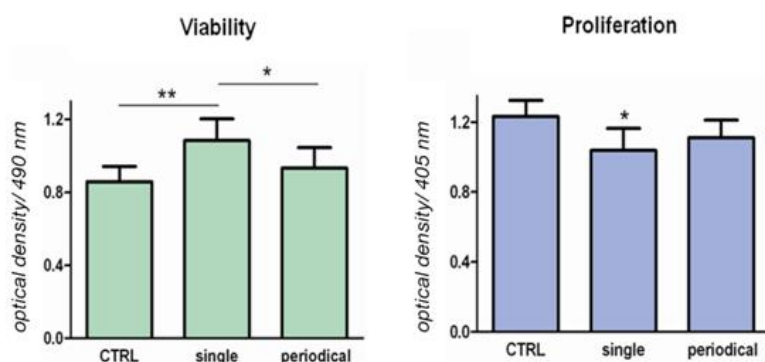 Viability
**
*
optical density/ 490 nm
1.2
0.8
0.4
0.0
CTRL single periodical
Proliferation
*
optical density/ 405 nm
1.2
0.8
0.4
0.0
CTRL single periodical